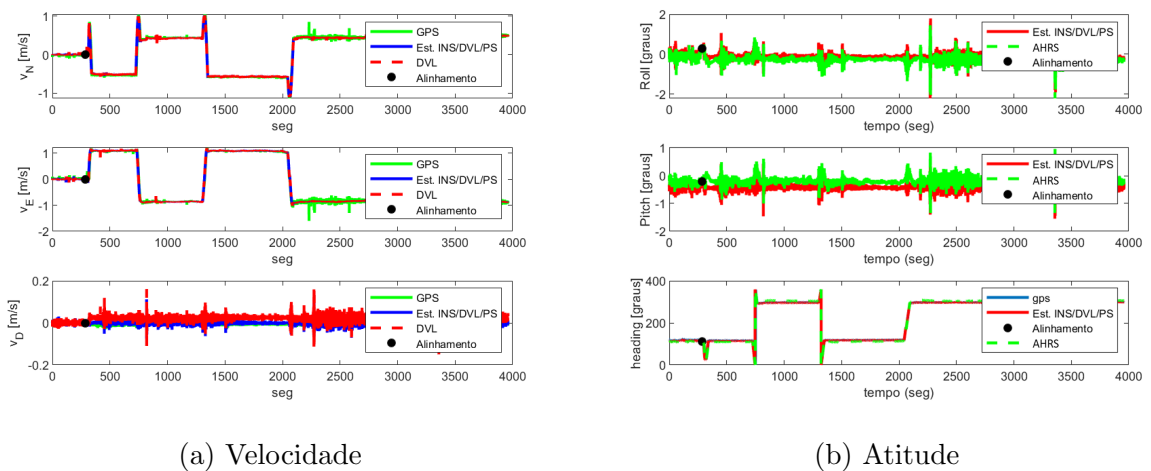 v_N [m/s]
1
0
-1
0 500 1000 1500 2000 2500 3000 3500 4000
seg
GPS
Est. INS/DVL/PS
DVL
Alinhamento
v_E [m/s]
2
1
0
-1
-2
0 500 1000 1500 2000 2500 3000 3500 4000
seg
GPS
Est. INS/DVL/PS
DVL
Alinhamento
v_D [m/s]
0.2
0
-0.2
0 500 1000 1500 2000 2500 3000 3500 4000
seg
GPS
Est. INS/DVL/PS
DVL
Alinhamento
(a) Velocidade
Roll [graus]
2
0
-2
0 500 1000 1500 2000 2500 3000 3500 4000
tempo (seg)
Est. INS/DVL/PS
AHRS
Alinhamento
Pitch [graus]
1
0
-1
-2
0 500 1000 1500 2000 2500 3000 3500 4000
tempo (seg)
Est. INS/DVL/PS
AHRS
Alinhamento
heading [graus]
400
200
0
0 500 1000 1500 2000 2500 3000 3500 4000
tempo (seg)
gps
Est. INS/DVL/PS
Alinhamento
AHRS
(b) Atitude